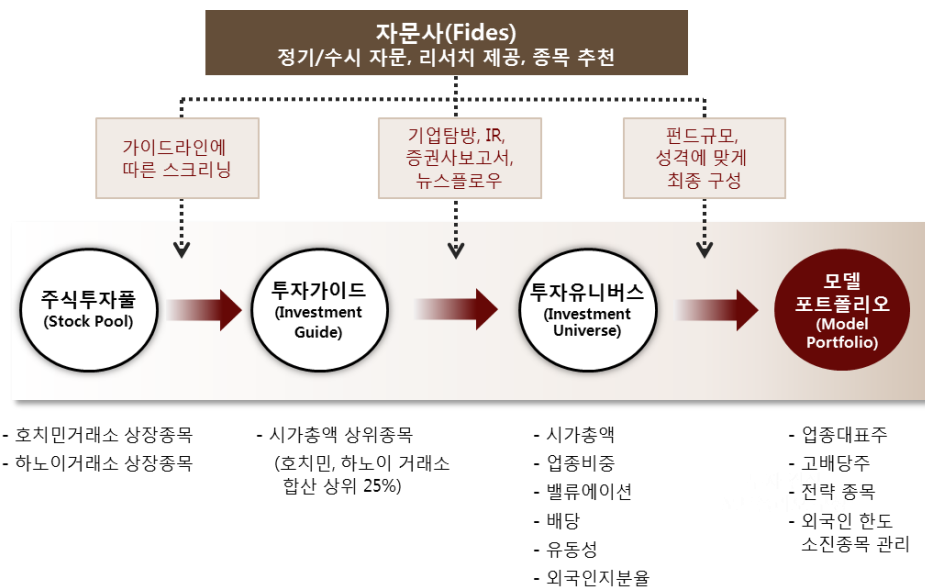 자문사(Fides)
정기/수시 자문, 리서치 제공, 종목 추천
가이드라인에
따른 스크리닝
기업탐방, IR,
증권사보고서,
뉴스플로우
펀드규모,
성격에 맞게
최종 구성
주식투자풀
(Stock Pool)
투자가이드
(Investment
Guide)
투자유니버스
(Investment
Universe)
모델
포트폴리오
(Model
Portfolio)
- 호치민거래소 상장종목
- 하노이거래소 상장종목
- 시가총액 상위종목
(호치민, 하노이 거래소
합산 상위 25%)
- 시가총액
- 업종비중
- 밸류에이션
- 배당
- 유동성
- 외국인지분율
- 업종대표주
- 고배당주
- 전략 종목
- 외국인 한도
소진종목 관리